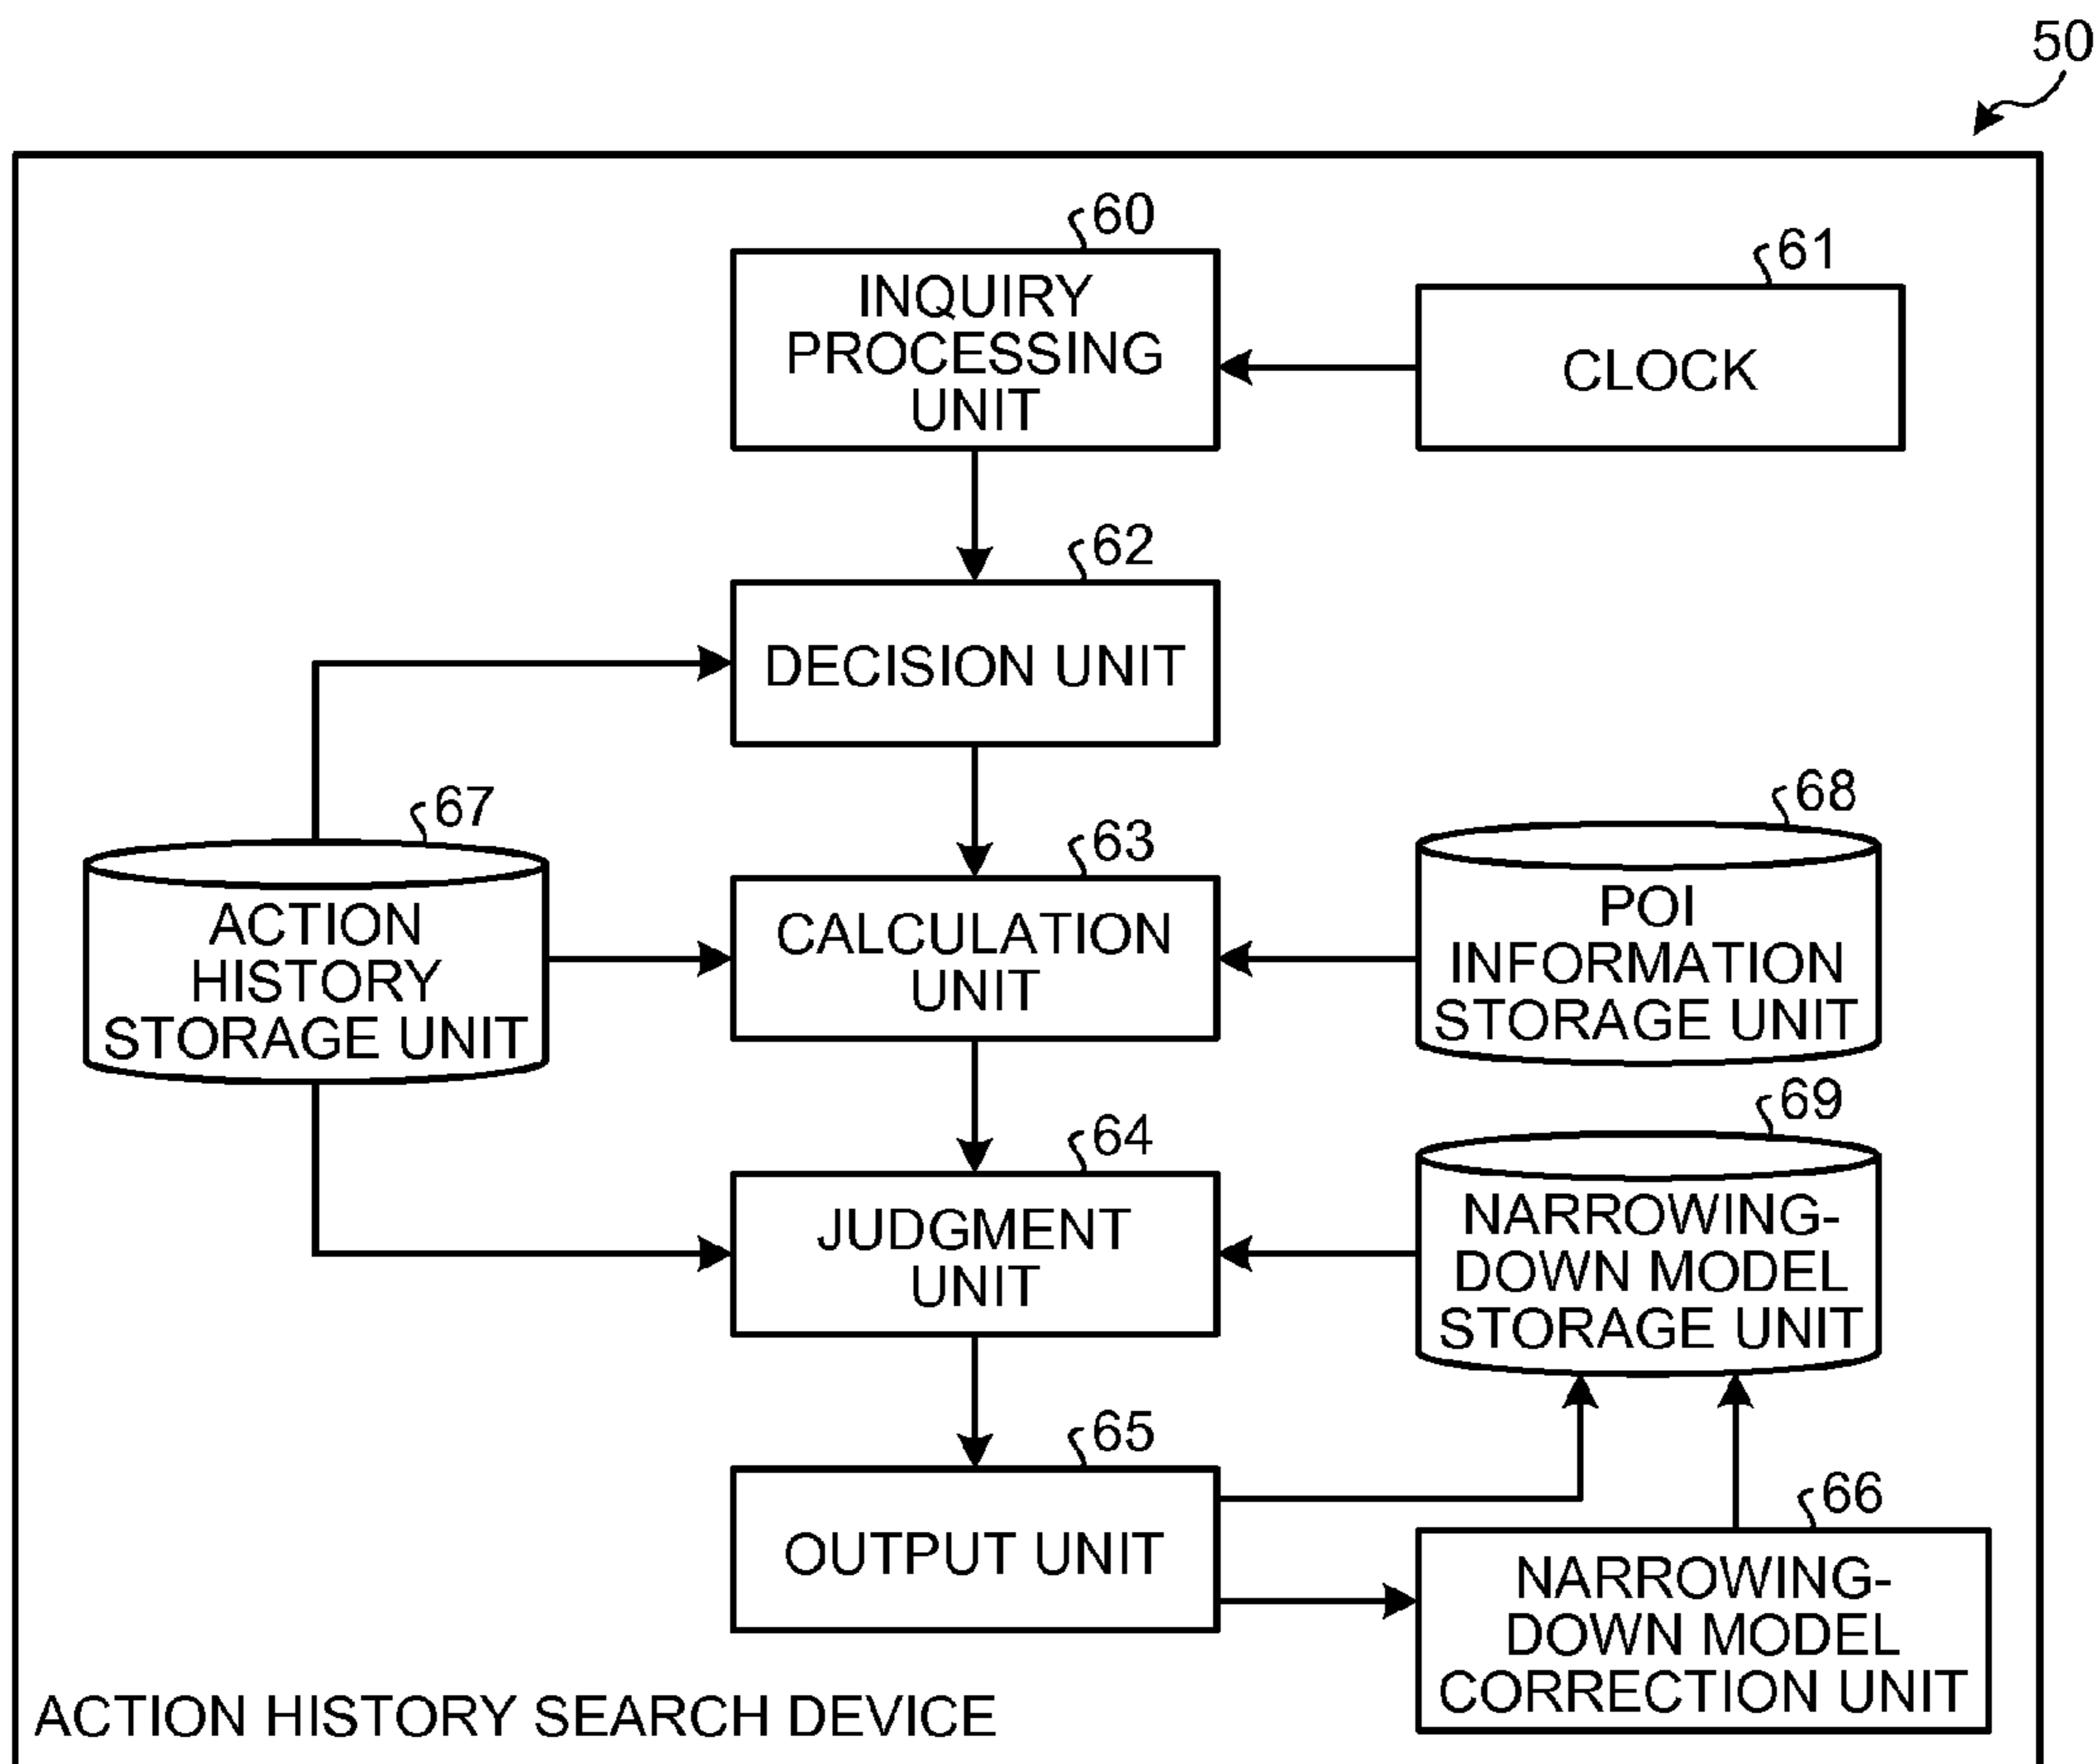 50
60
INQUIRY
PROCESSING
UNIT
61
CLOCK
62
DECISION UNIT
67
ACTION
HISTORY
STORAGE UNIT
63
CALCULATION
UNIT
68
POI
INFORMATION
STORAGE UNIT
64
JUDGMENT
UNIT
69
NARROWING-
DOWN MODEL
STORAGE UNIT
65
OUTPUT UNIT
66
NARROWING-
DOWN MODEL
CORRECTION UNIT
ACTION HISTORY SEARCH DEVICE